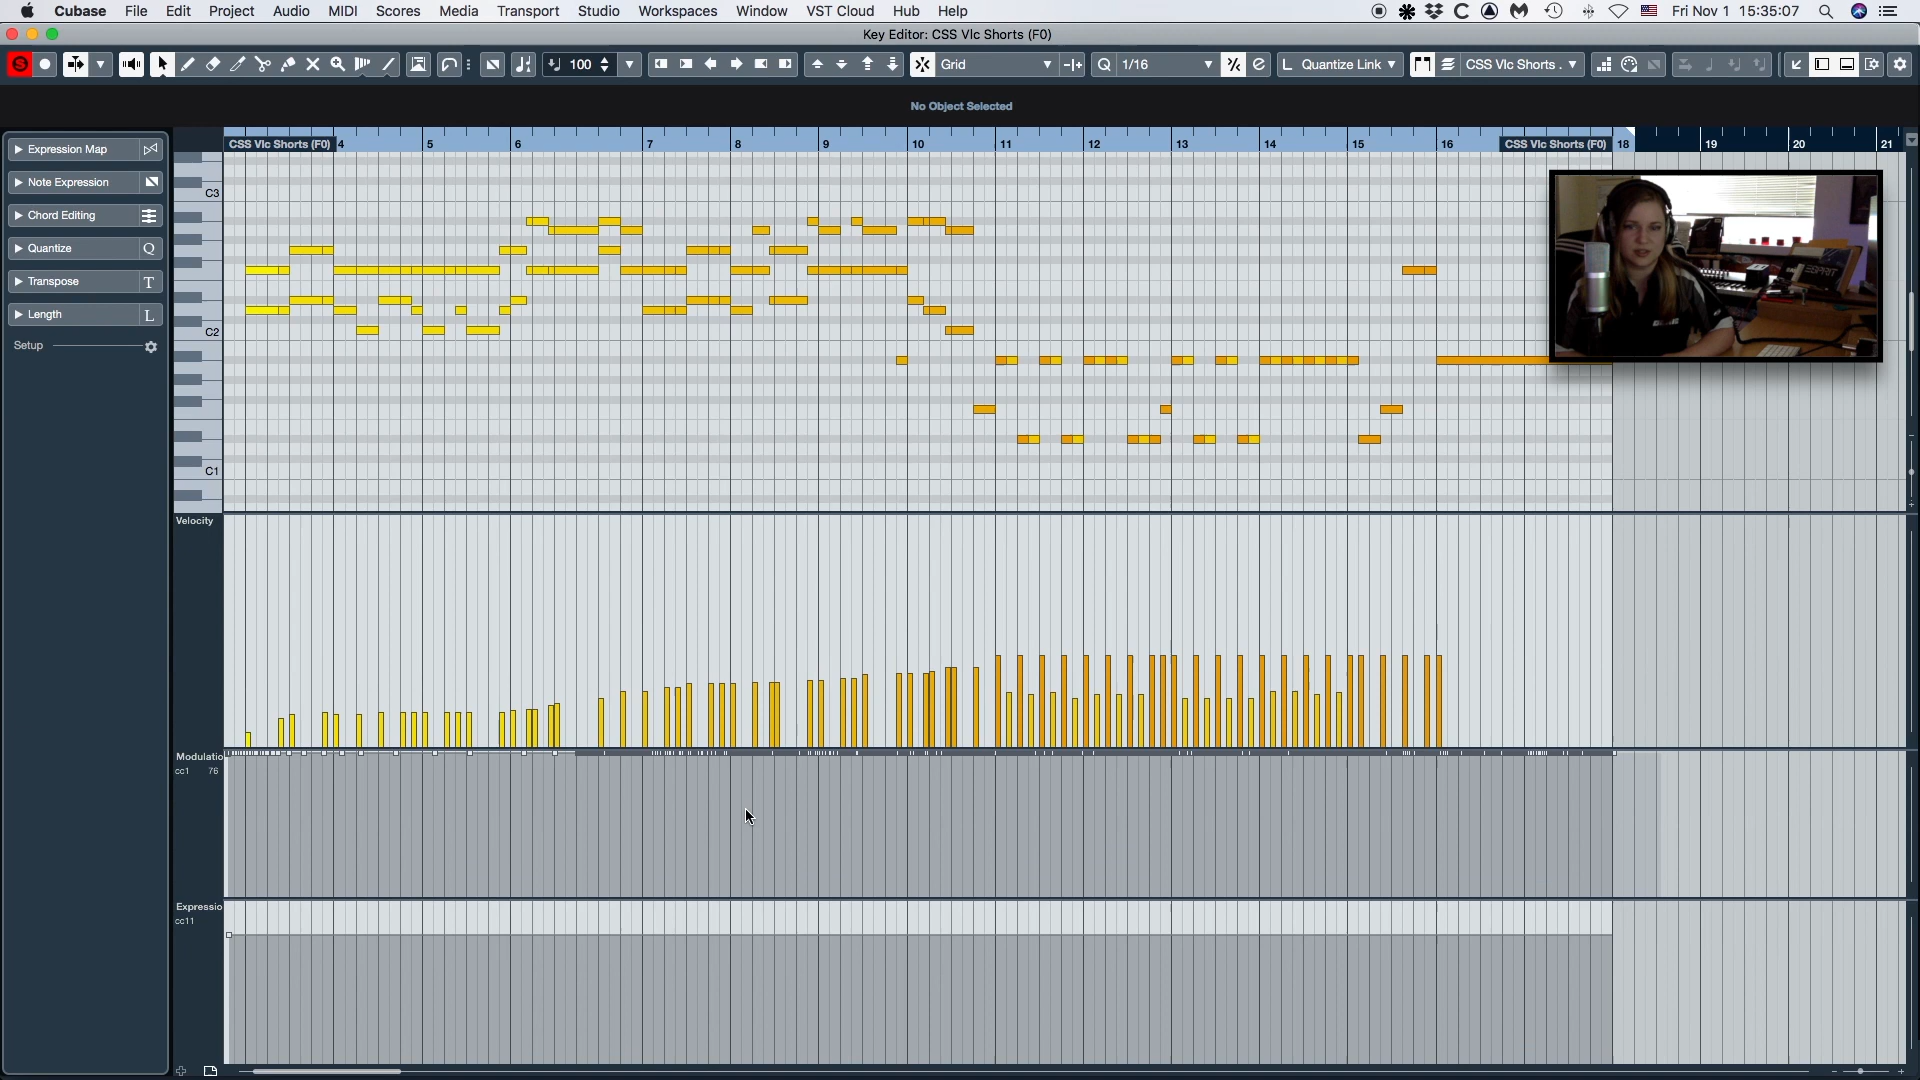 Cubase File Edit Project Audio MIDI Scores Media Transport Studio Workspaces Window VST Cloud Hub Help Fri Nov 1 15:35:07
Key Editor: CSS Vlc Shorts (F0)
100 Grid Q 1/16 L Quantize Link CSS Vlc Shorts .
No Object Selected
CSS Vlc Shorts (F0) 4 5 6 7 8 9 10 11 12 13 14 15 16 CSS Vlc Shorts (F0) 18 19 20 21
Expression Map
Note Expression
Chord Editing
Quantize Q
Transpose T
Length L
Setup
C3
C2
C1
Velocity
Modulatio
cc1 76
Expressio
cc11
ESPRIT